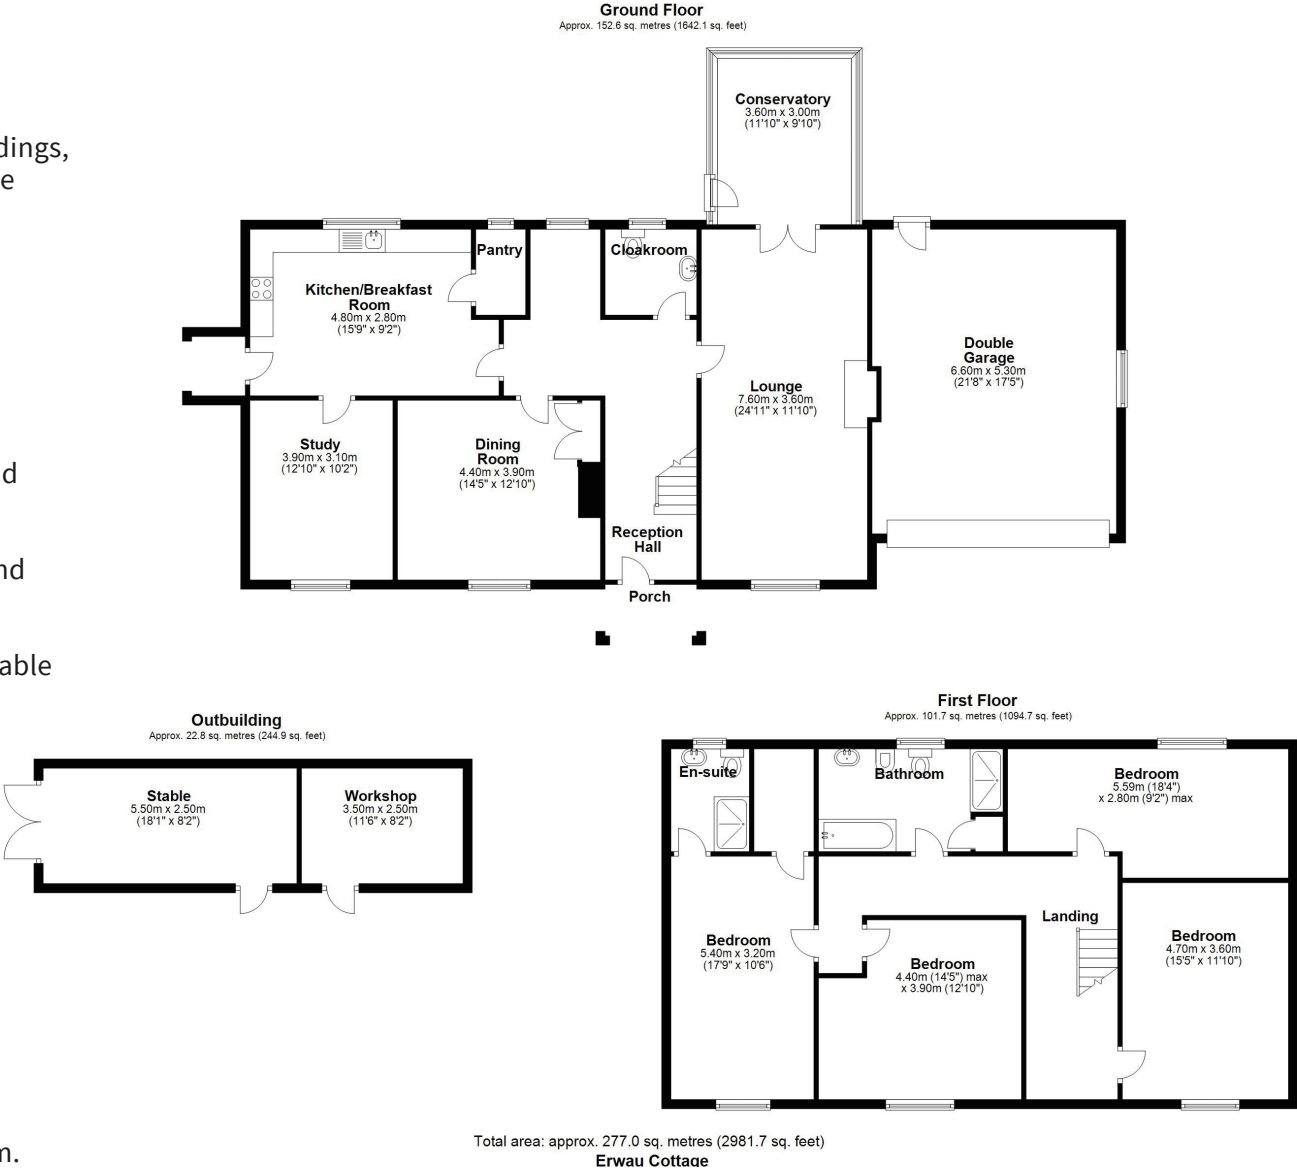 Ground Floor
Approx. 152.6 sq. metres (1642.1 sq. feet)
Conservatory
3.60m x 3.00m
(11'10" x 9'10")
dings,
e
Pantry
Cloakroom
Kitchen/Breakfast
Room
4.80m x 2.80m
(15'9" x 9'2")
Double
Garage
6.60m x 5.30m
(21'8" x 17'5")
Lounge
7.60m x 3.60m
(24'11" x 11'10")
Study
3.90m x 3.10m
(12'10" x 10'2")
Dining
Room
4.40m x 3.90m
(14'5" x 12'10")
d
Reception
Hall
nd
Porch
able
Outbuilding
Approx. 22.8 sq. metres (244.9 sq. feet)
Stable
5.50m x 2.50m
(18'1" x 8'2")
Workshop
3.50m x 2.50m
(11'6" x 8'2")
First Floor
Approx. 101.7 sq. metres (1094.7 sq. feet)
En-suite
Bathroom
Bedroom
5.59m (18'4")
x 2.80m (9'2") max
Landing
Bedroom
5.40m x 3.20m
(17'9" x 10'6")
Bedroom
4.40m (14'5") max
x 3.90m (12'10")
Bedroom
4.70m x 3.60m
(15'5" x 11'10")
Total area: approx. 277.0 sq. metres (2981.7 sq. feet)
Erwau Cottage
n.